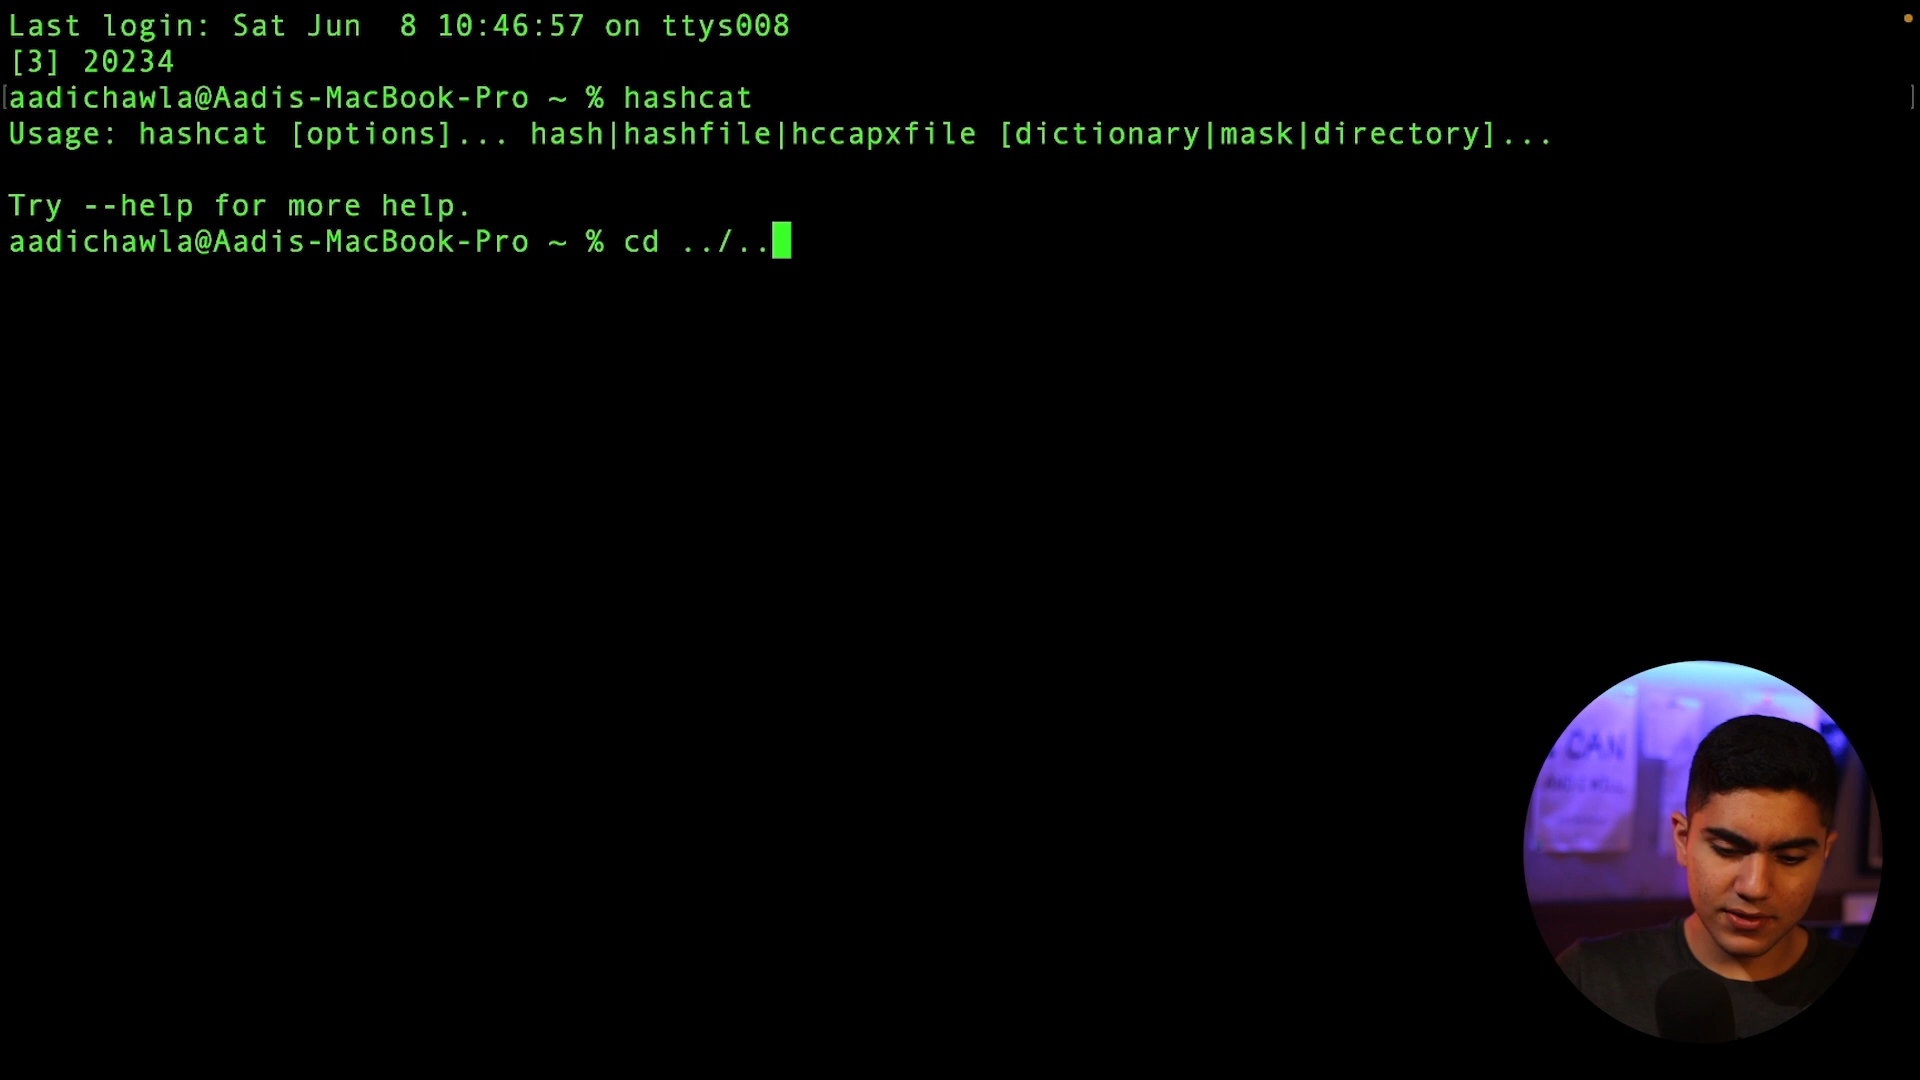 Last login: Sat Jun  8 10:46:57 on ttys008
[3] 20234
[aadichawla@Aadis-MacBook-Pro ~ % hashcat ]
Usage: hashcat [options]... hash|hashfile|hccapxfile [dictionary|mask|directory]...
Try --help for more help.
aadichawla@Aadis-MacBook-Pro ~ % cd ../..
CAN